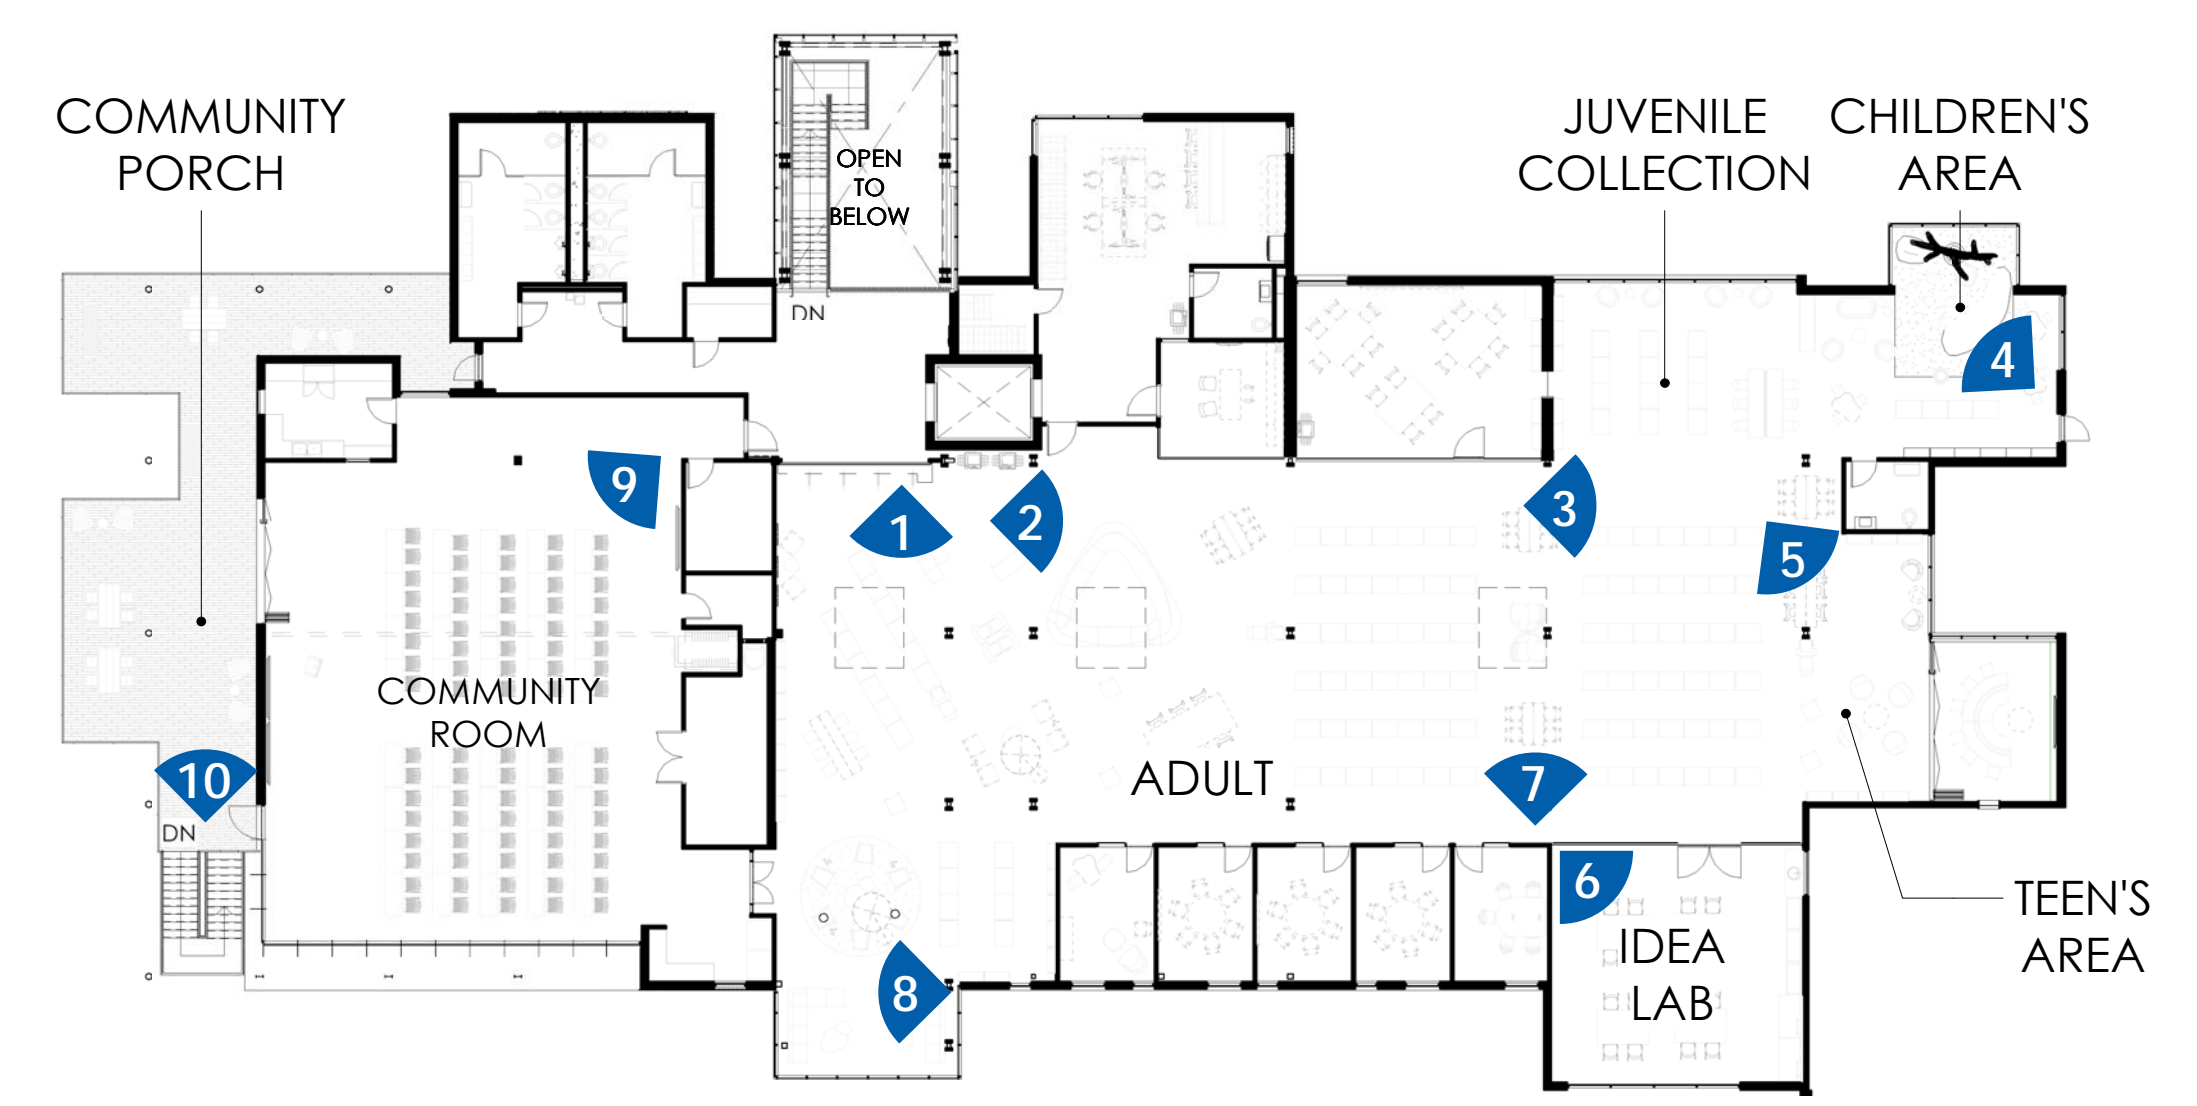 COMMUNITY
PORCH
OPEN
TO
BELOW
DN
JUVENILE
COLLECTION
CHILDREN'S
AREA
4
9
1
2
3
5
COMMUNITY
ROOM
10
DN
ADULT
7
6
8
IDEA
LAB
TEEN'S
AREA